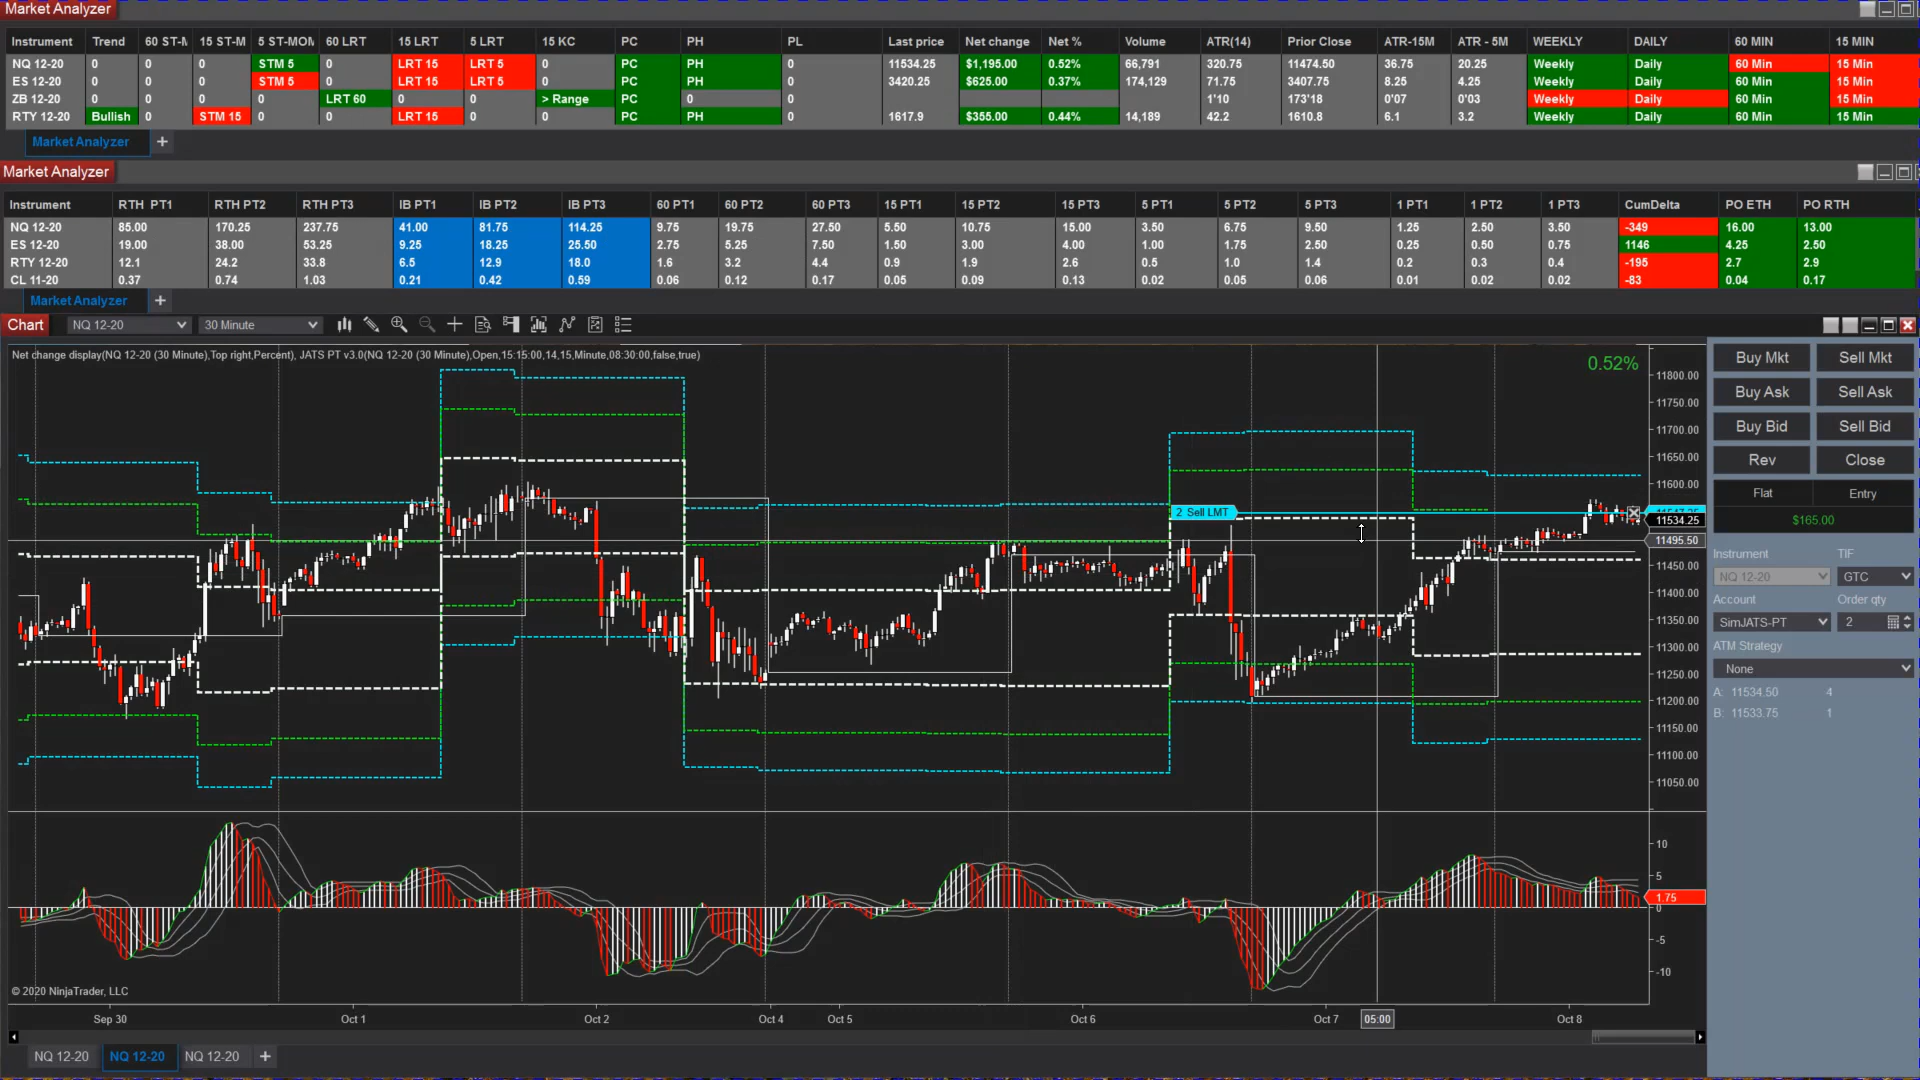 Market Analyzer
Instrument Trend 60 ST-M 15 ST-M 5 ST-MOM 60 LRT 15 LRT 5 LRT 15 KC PC PH PL Last price Net change Net % Volume ATR(14) Prior Close ATR-15M ATR - 5M WEEKLY DAILY 60 MIN 15 MIN
NQ 12-20 0 0 0 STM 5 0 LRT 15 LRT 5 0 PC PH 0 11534.25 $1,195.00 0.52% 66,791 320.75 11474.50 36.75 20.25 Weekly Daily 60 Min 15 Min
ES 12-20 0 0 0 STM 5 0 LRT 15 LRT 5 0 PC PH 0 3420.25 $625.00 0.37% 174,129 71.75 3407.75 8.25 4.25 Weekly Daily 60 Min 15 Min
ZB 12-20 0 0 0 0 LRT 60 0 0 > Range PC 0 0 1'10 173'18 0'07 0'03 Weekly Daily 60 Min 15 Min
RTY 12-20 Bullish 0 STM 15 0 0 LRT 15 0 0 PC PH 0 1617.9 $355.00 0.44% 14,189 42.2 1610.8 6.1 3.2 Weekly Daily 60 Min 15 Min
Market Analyzer +
Market Analyzer
Instrument RTH PT1 RTH PT2 RTH PT3 IB PT1 IB PT2 IB PT3 60 PT1 60 PT2 60 PT3 15 PT1 15 PT2 15 PT3 5 PT1 5 PT2 5 PT3 1 PT1 1 PT2 1 PT3 CumDelta PO ETH PO RTH
NQ 12-20 85.00 170.25 237.75 41.00 81.75 114.25 9.75 19.75 27.50 5.50 10.75 15.00 3.50 6.75 9.50 1.25 2.50 3.50 -349 16.00 13.00
ES 12-20 19.00 38.00 53.25 9.25 18.25 25.50 2.75 5.25 7.50 1.50 3.00 4.00 1.00 1.75 2.50 0.25 0.50 0.75 1146 4.25 2.50
RTY 12-20 12.1 24.2 33.8 6.5 12.9 18.0 1.6 3.2 4.4 0.9 1.9 2.6 0.5 1.0 1.4 0.2 0.3 0.4 -195 2.7 2.9
CL 11-20 0.37 0.74 1.03 0.21 0.42 0.59 0.06 0.12 0.17 0.05 0.09 0.13 0.02 0.05 0.06 0.01 0.02 0.02 -83 0.04 0.17
Market Analyzer +
Chart NQ 12-20 30 Minute
Net change display(NQ 12-20 (30 Minute),Top right,Percent), JATS PT v3.0(NQ 12-20 (30 Minute),Open,15:15:00,14,15,Minute,08:30:00,false,true)
0.52%
11800.00
11750.00
11700.00
11650.00
11600.00
2 Sell LMT
11534.25
11495.50
11450.00
11400.00
11350.00
11300.00
11250.00
11200.00
11150.00
11100.00
11050.00
10
5
1.75
0
-5
-10
© 2020 NinjaTrader, LLC
Sep 30 Oct 1 Oct 2 Oct 4 Oct 5 Oct 6 Oct 7 05:00 Oct 8
NQ 12-20 NQ 12-20 NQ 12-20 +
Buy Mkt Sell Mkt
Buy Ask Sell Ask
Buy Bid Sell Bid
Rev Close
Flat Entry
$165.00
Instrument TIF
NQ 12-20 GTC
Account Order qty
SimJATS-PT 2
ATM Strategy
None
A: 11534.50 4
B: 11533.75 1